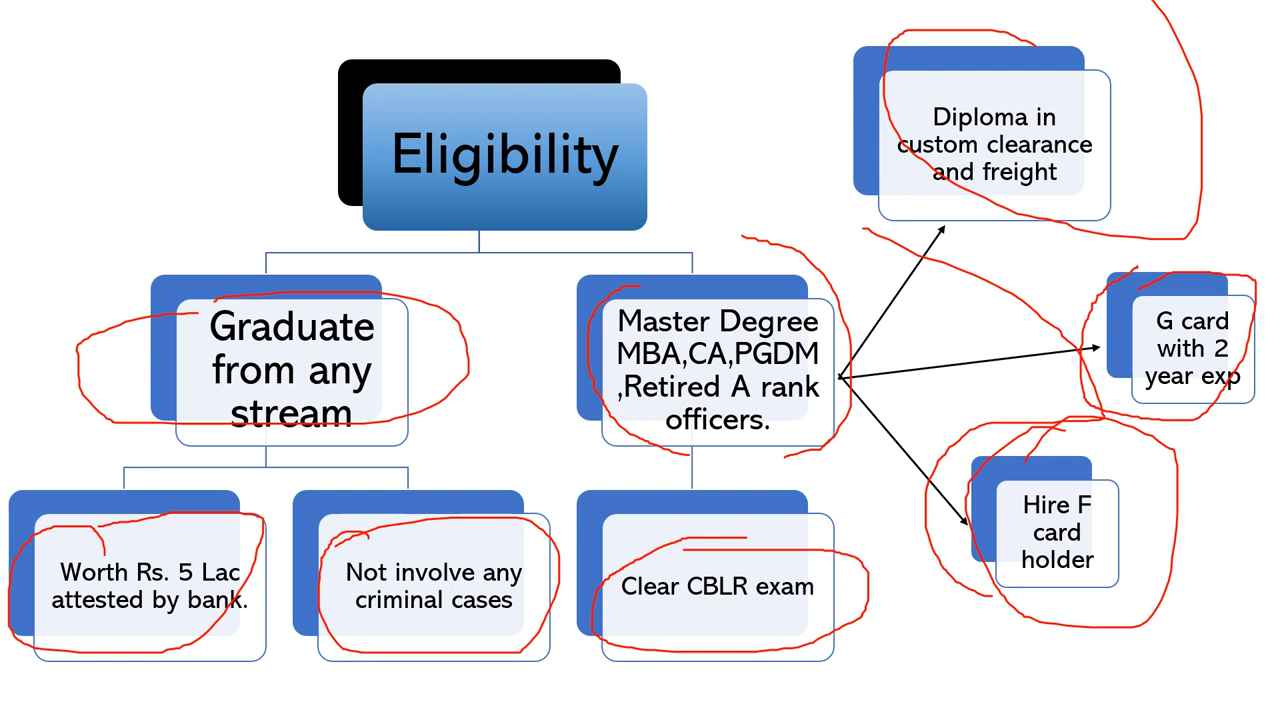 Eligibility
Diploma in
custom clearance
and freight
Graduate
from any
stream
Master Degree
MBA,CA,PGDM
,Retired A rank
officers.
G card
with 2
year exp
Worth Rs. 5 Lac
attested by bank.
Not involve any
criminal cases
Clear CBLR exam
Hire F
card
holder